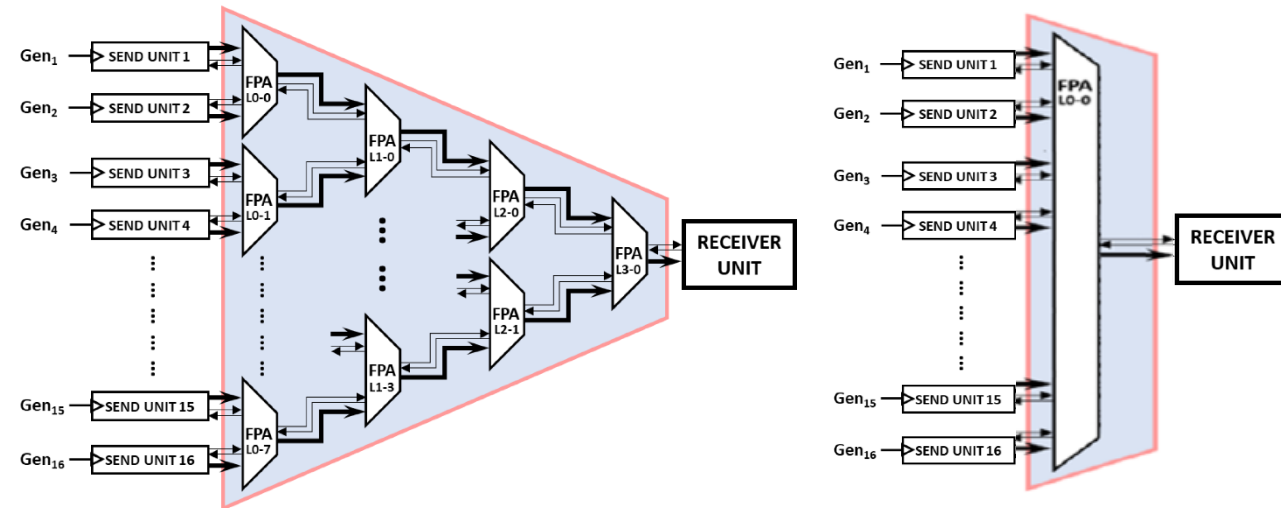 Gen₁ SEND UNIT 1
Gen₂ SEND UNIT 2
Gen₃ SEND UNIT 3
Gen₄ SEND UNIT 4
Gen₁₅ SEND UNIT 15
Gen₁₆ SEND UNIT 16
FPA
L0-0
FPA
L0-1
FPA
L0-7
FPA
L1-0
FPA
L1-3
FPA
L2-0
FPA
L2-1
FPA
L3-0
RECEIVER
UNIT
Gen₁ SEND UNIT 1
Gen₂ SEND UNIT 2
Gen₃ SEND UNIT 3
Gen₄ SEND UNIT 4
Gen₁₅ SEND UNIT 15
Gen₁₆ SEND UNIT 16
FPA
L0-0
RECEIVER
UNIT